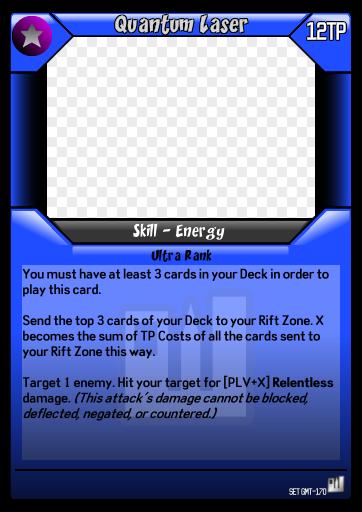 Quantum Laser
12TP
Skill - Energy
Ultra Rank
You must have at least 3 cards in your Deck in order to
play this card.
Send the top 3 cards of your Deck to your Rift Zone. X
becomes the sum of TP Costs of all the cards sent to
your Rift Zone this way.
Target 1 enemy. Hit your target for [PLV+X] Relentless
damage. (This attack's damage cannot be blocked,
deflected, negated, or countered.)
SET GMT-170